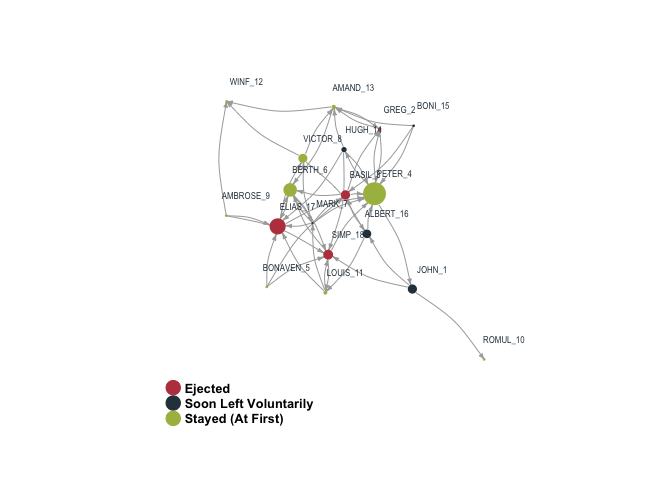 WINF_12
AMAND_13
GREG_2
BONI_15
HUGH_14
VICTOR_8
BERTH_6
PETER_4
AMBROSE_9
ELIAS_17
MARK_7
ALBERT_16
SIMP_18
BONAVEN_5
LOUIS_11
JOHN_1
ROMUL_10
Ejected
Soon Left Voluntarily
Stayed (At First)